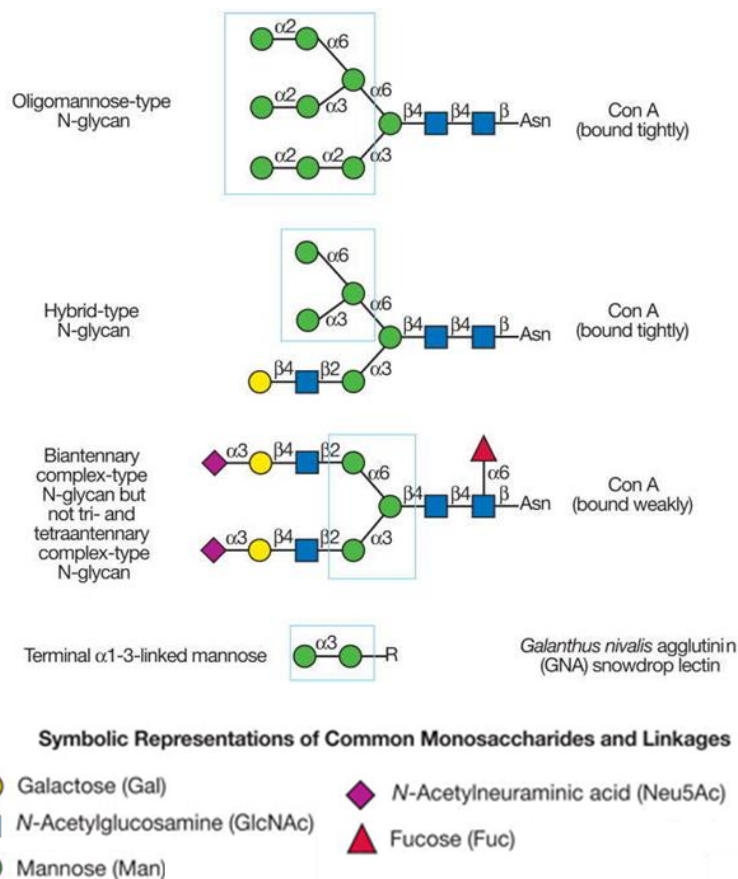 α2
α6
Oligomannose-type
N-glycan
α2
α3
α6
β4
β4
β
Asn
Con A
(bound tightly)
α2
α2
α3
α6
Hybrid-type
N-glycan
α3
α6
β4
β4
β
Asn
Con A
(bound tightly)
β4
β2
α3
Biantennary
complex-type
N-glycan but
not tri- and
tetraantennary
complex-type
N-glycan
α3
β4
β2
α6
α6
β4
β4
β
Asn
Con A
(bound weakly)
α3
β4
β2
α3
Terminal α1-3-linked mannose
α3
R
Galanthus nivalis agglutinin
(GNA) snowdrop lectin
Symbolic Representations of Common Monosaccharides and Linkages
Galactose (Gal)
N-Acetylneuraminic acid (Neu5Ac)
N-Acetylglucosamine (GlcNAc)
Fucose (Fuc)
Mannose (Man)